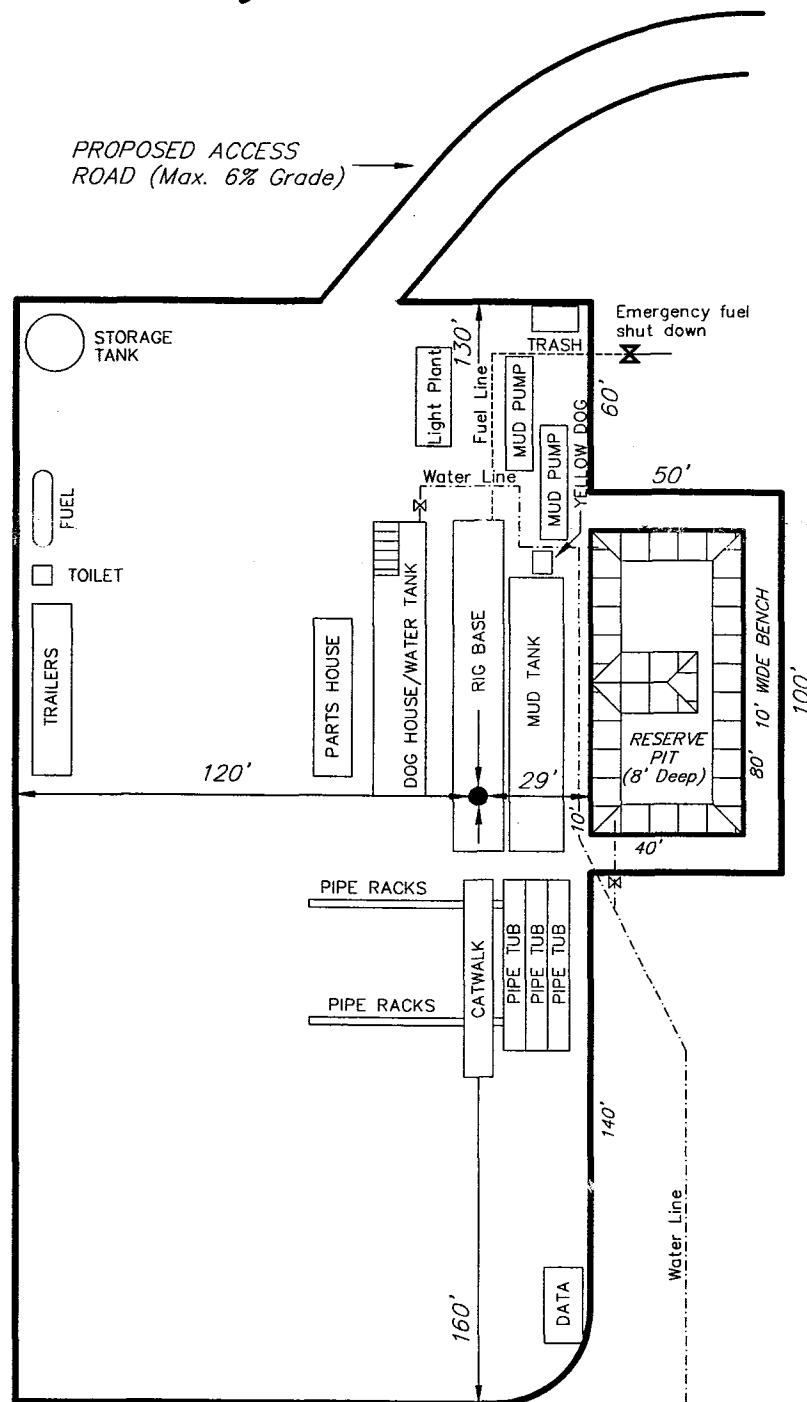 PROPOSED ACCESS
ROAD (Max. 6% Grade)
STORAGE
TANK
130'
TRASH
Emergency fuel
shut down
Light Plant
Fuel Line
MUD PUMP
60'
MUD PUMP
YELLOW DOG
Water Line
50'
FUEL
TOILET
TRAILERS
PARTS HOUSE
DOG HOUSE/WATER TANK
RIG BASE
MUD TANK
RESERVE
PIT
(8' Deep)
80'
10' WIDE BENCH
100'
120'
29'
10'
40'
PIPE RACKS
CATWALK
PIPE TUB
PIPE TUB
PIPE TUB
PIPE RACKS
140'
Water Line
DATA
160'